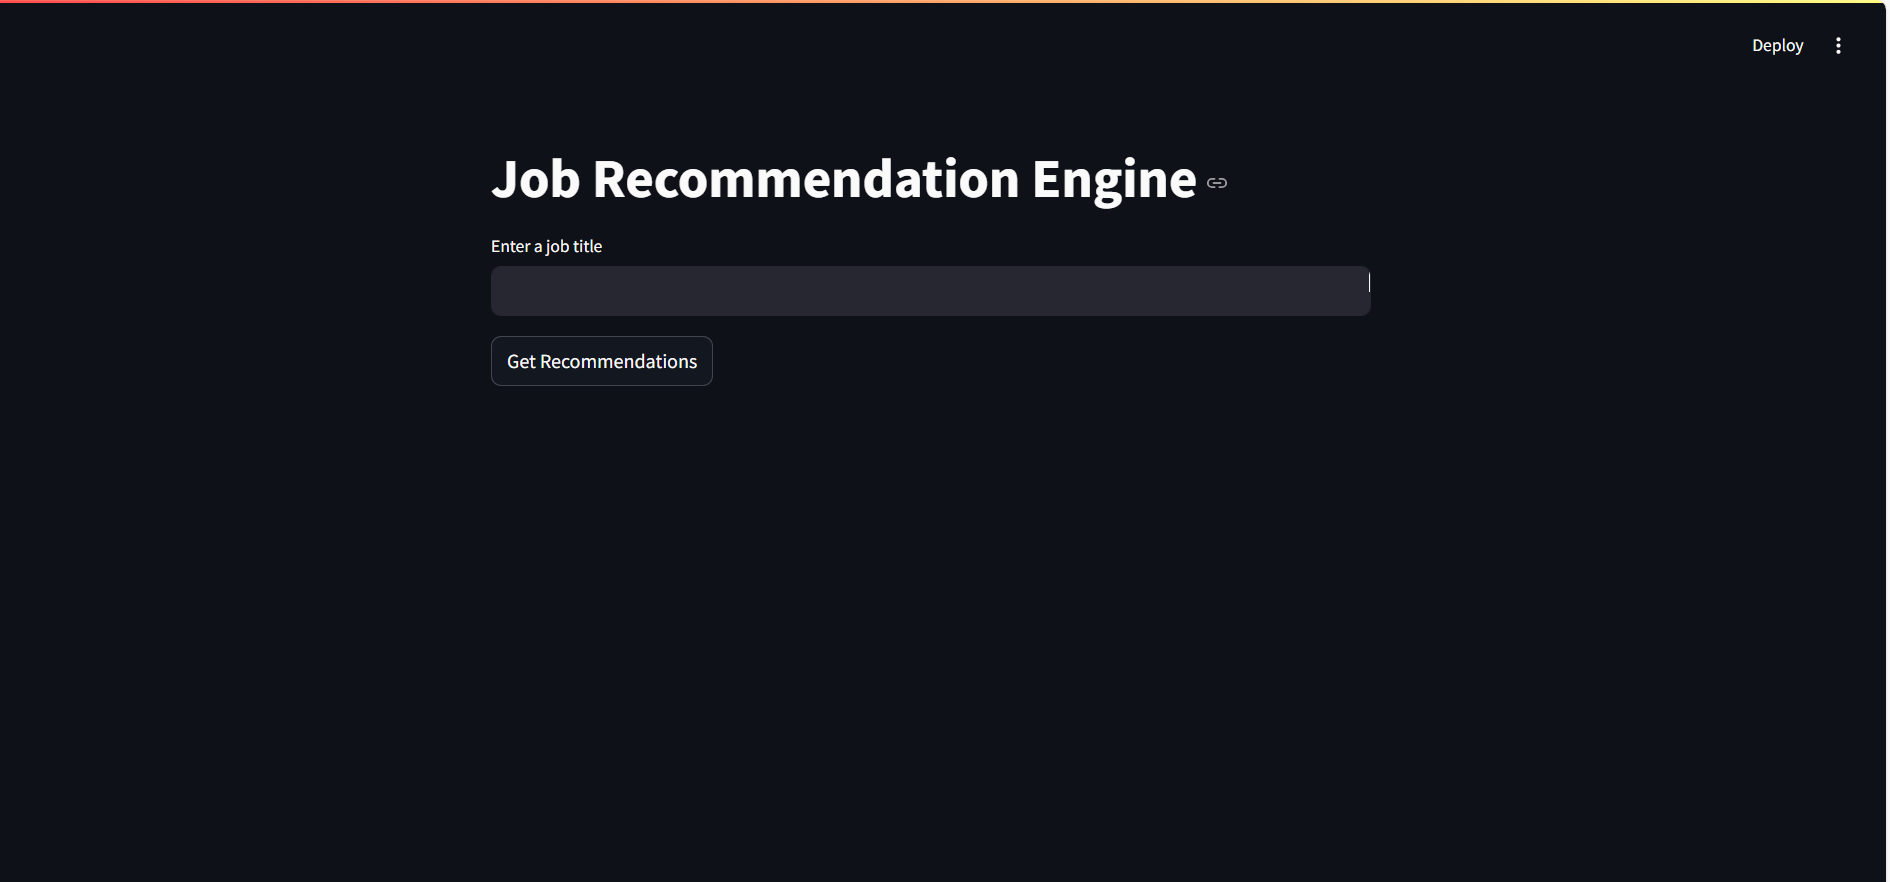 Deploy
Job Recommendation Engine
Enter a job title
Get Recommendations